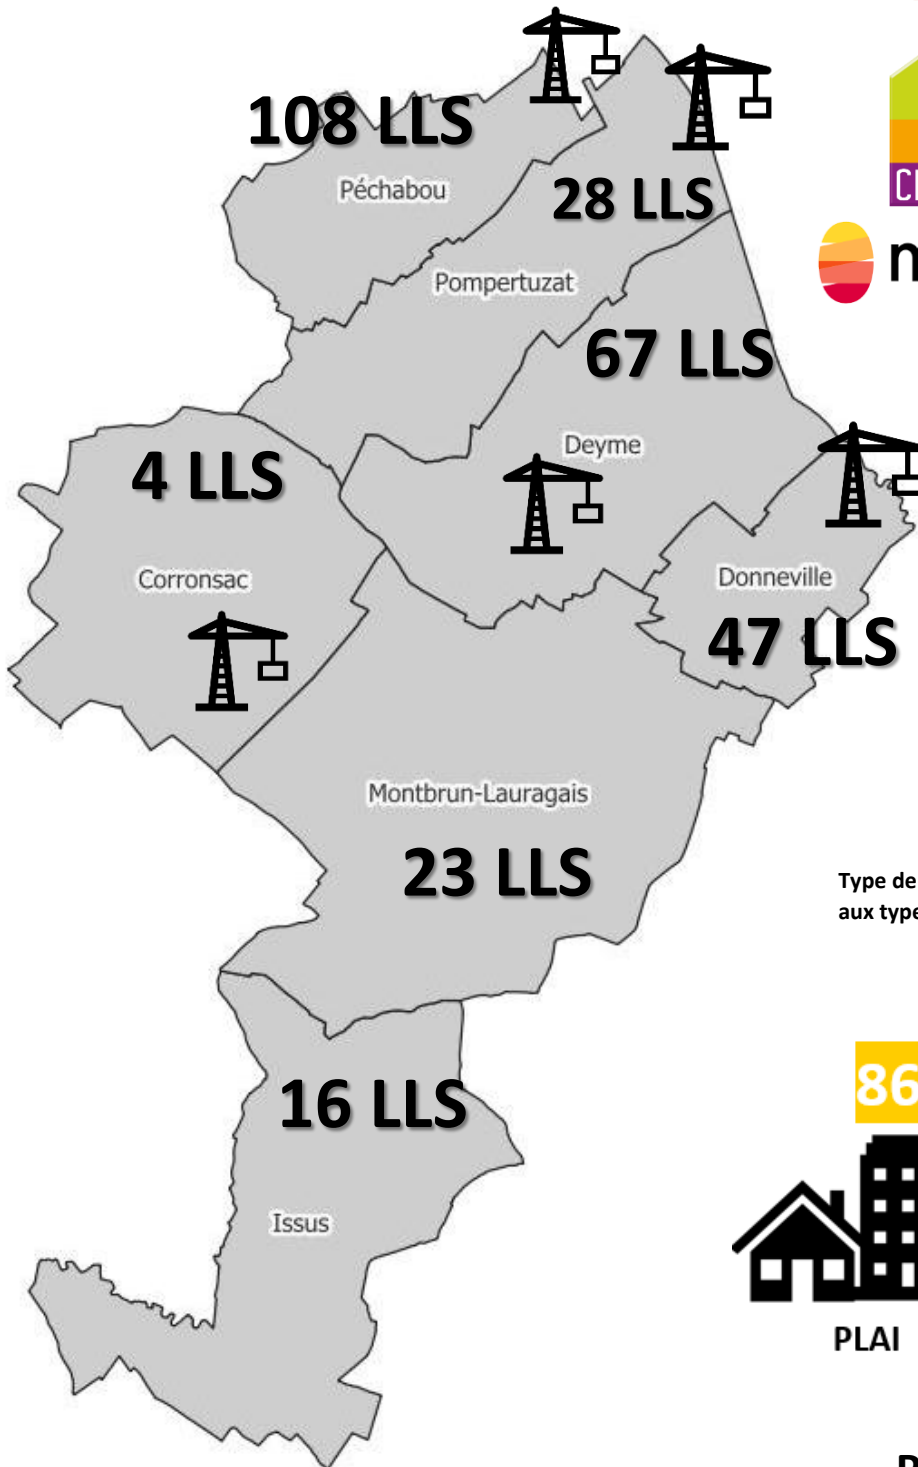 108 LLS
Péchabou
28 LLS
Pompertuzat
67 LLS
Deyme
4 LLS
Corronsac
Donneville
47 LLS
Montbrun-Lauragais
23 LLS
Type de
aux type
16 LLS
86
Issus
PLAI